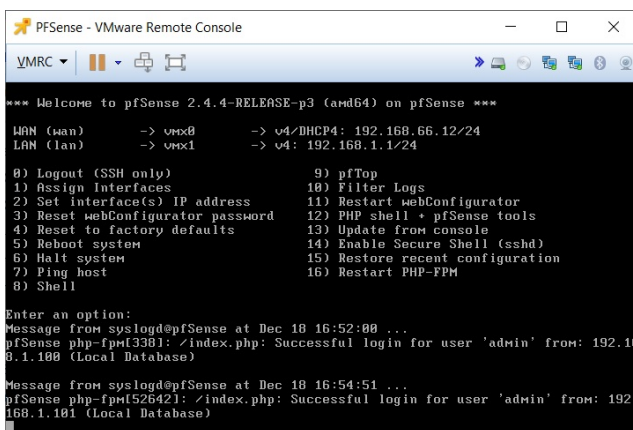 PFSense - VMware Remote Console
VMRC
*** Welcome to pfSense 2.4.4-RELEASE-p3 (amd64) on pfSense ***
WAN (wan) -> vmx0 -> v4/DHCP4: 192.168.66.12/24
LAN (lan) -> vmx1 -> v4: 192.168.1.1/24
0) Logout (SSH only) 9) pfTop
1) Assign Interfaces 10) Filter Logs
2) Set interface(s) IP address 11) Restart webConfigurator
3) Reset webConfigurator password 12) PHP shell + pfSense tools
4) Reset to factory defaults 13) Update from console
5) Reboot system 14) Enable Secure Shell (sshd)
6) Halt system 15) Restore recent configuration
7) Ping host 16) Restart PHP-FPM
8) Shell
Enter an option:
Message from syslogd@pfSense at Dec 18 16:52:00 ...
pfSense php-fpm[338]: /index.php: Successful login for user 'admin' from: 192.16
8.1.100 (Local Database)
Message from syslogd@pfSense at Dec 18 16:54:51 ...
pfSense php-fpm[52642]: /index.php: Successful login for user 'admin' from: 192.
168.1.101 (Local Database)